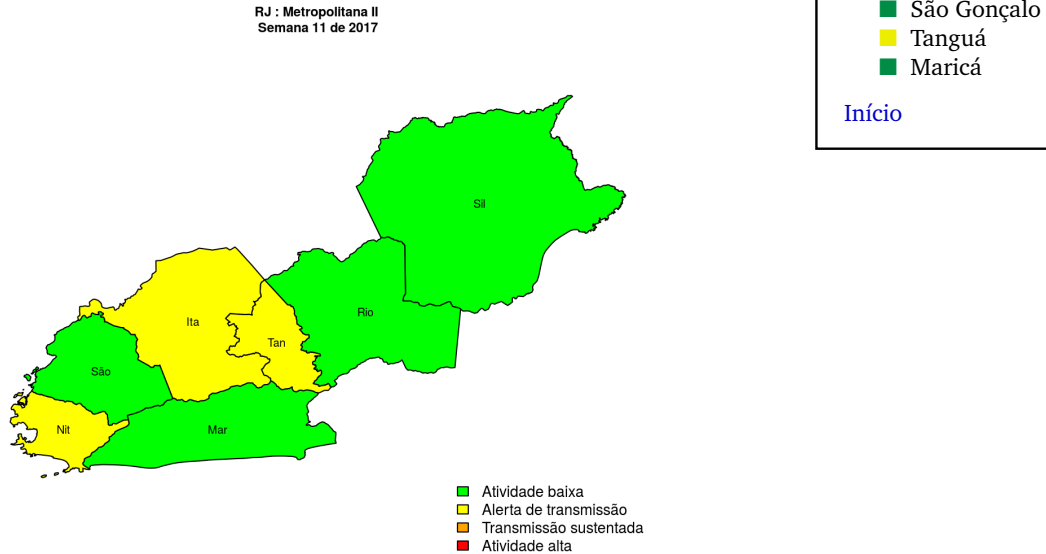 RJ : Metropolitana II
Semana 11 de 2017
São Gonçalo
Tanguá
Maricá
Início
Sil
Rio
Ita
Tan
São
Nit
Mar
Atividade baixa
Alerta de transmissão
Transmissão sustentada
Atividade alta